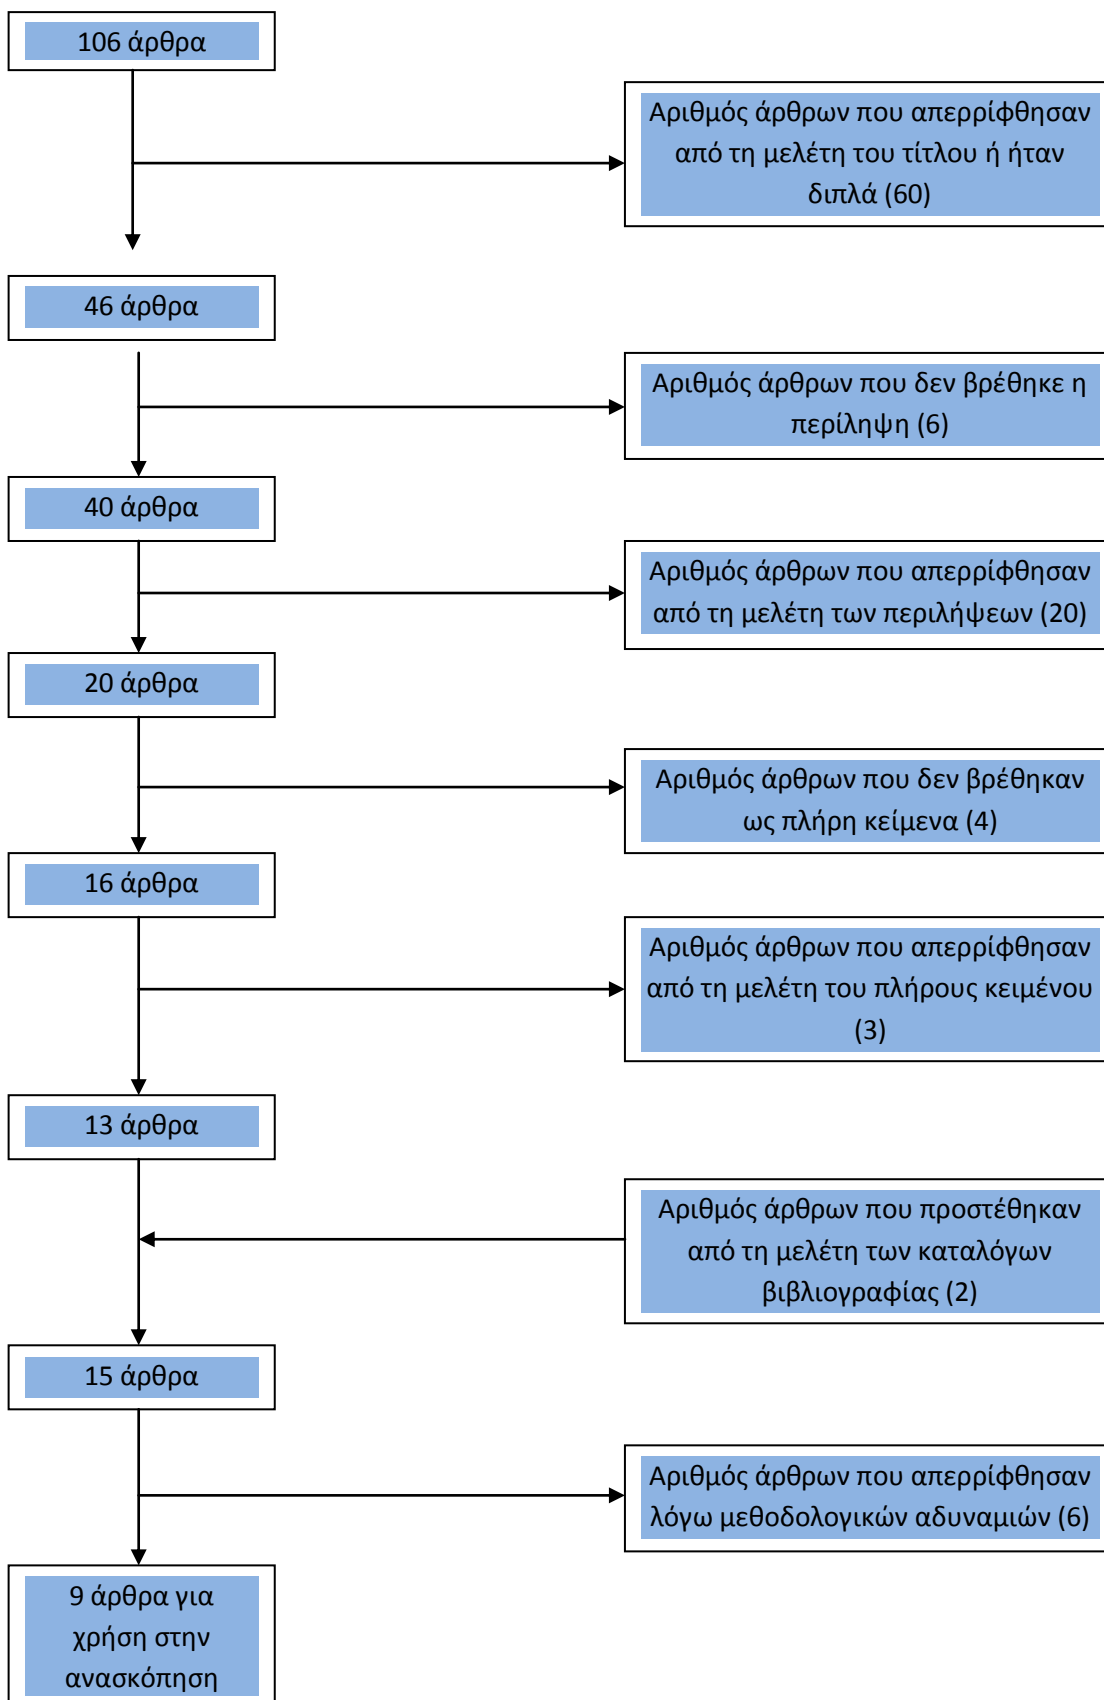 106 άρθρα
Αριθμός άρθρων που απερρίφθησαν
από τη μελέτη του τίτλου ή ήταν
διπλά (60)
46 άρθρα
Αριθμός άρθρων που δεν βρέθηκε η
περίληψη (6)
40 άρθρα
Αριθμός άρθρων που απερρίφθησαν
από τη μελέτη των περιλήψεων (20)
20 άρθρα
Αριθμός άρθρων που δεν βρέθηκαν
ως πλήρη κείμενα (4)
16 άρθρα
Αριθμός άρθρων που απερρίφθησαν
από τη μελέτη του πλήρους κειμένου
(3)
13 άρθρα
Αριθμός άρθρων που προστέθηκαν
από τη μελέτη των καταλόγων
βιβλιογραφίας (2)
15 άρθρα
Αριθμός άρθρων που απερρίφθησαν
λόγω μεθοδολογικών αδυναμιών (6)
9 άρθρα για
χρήση στην
ανασκόπηση